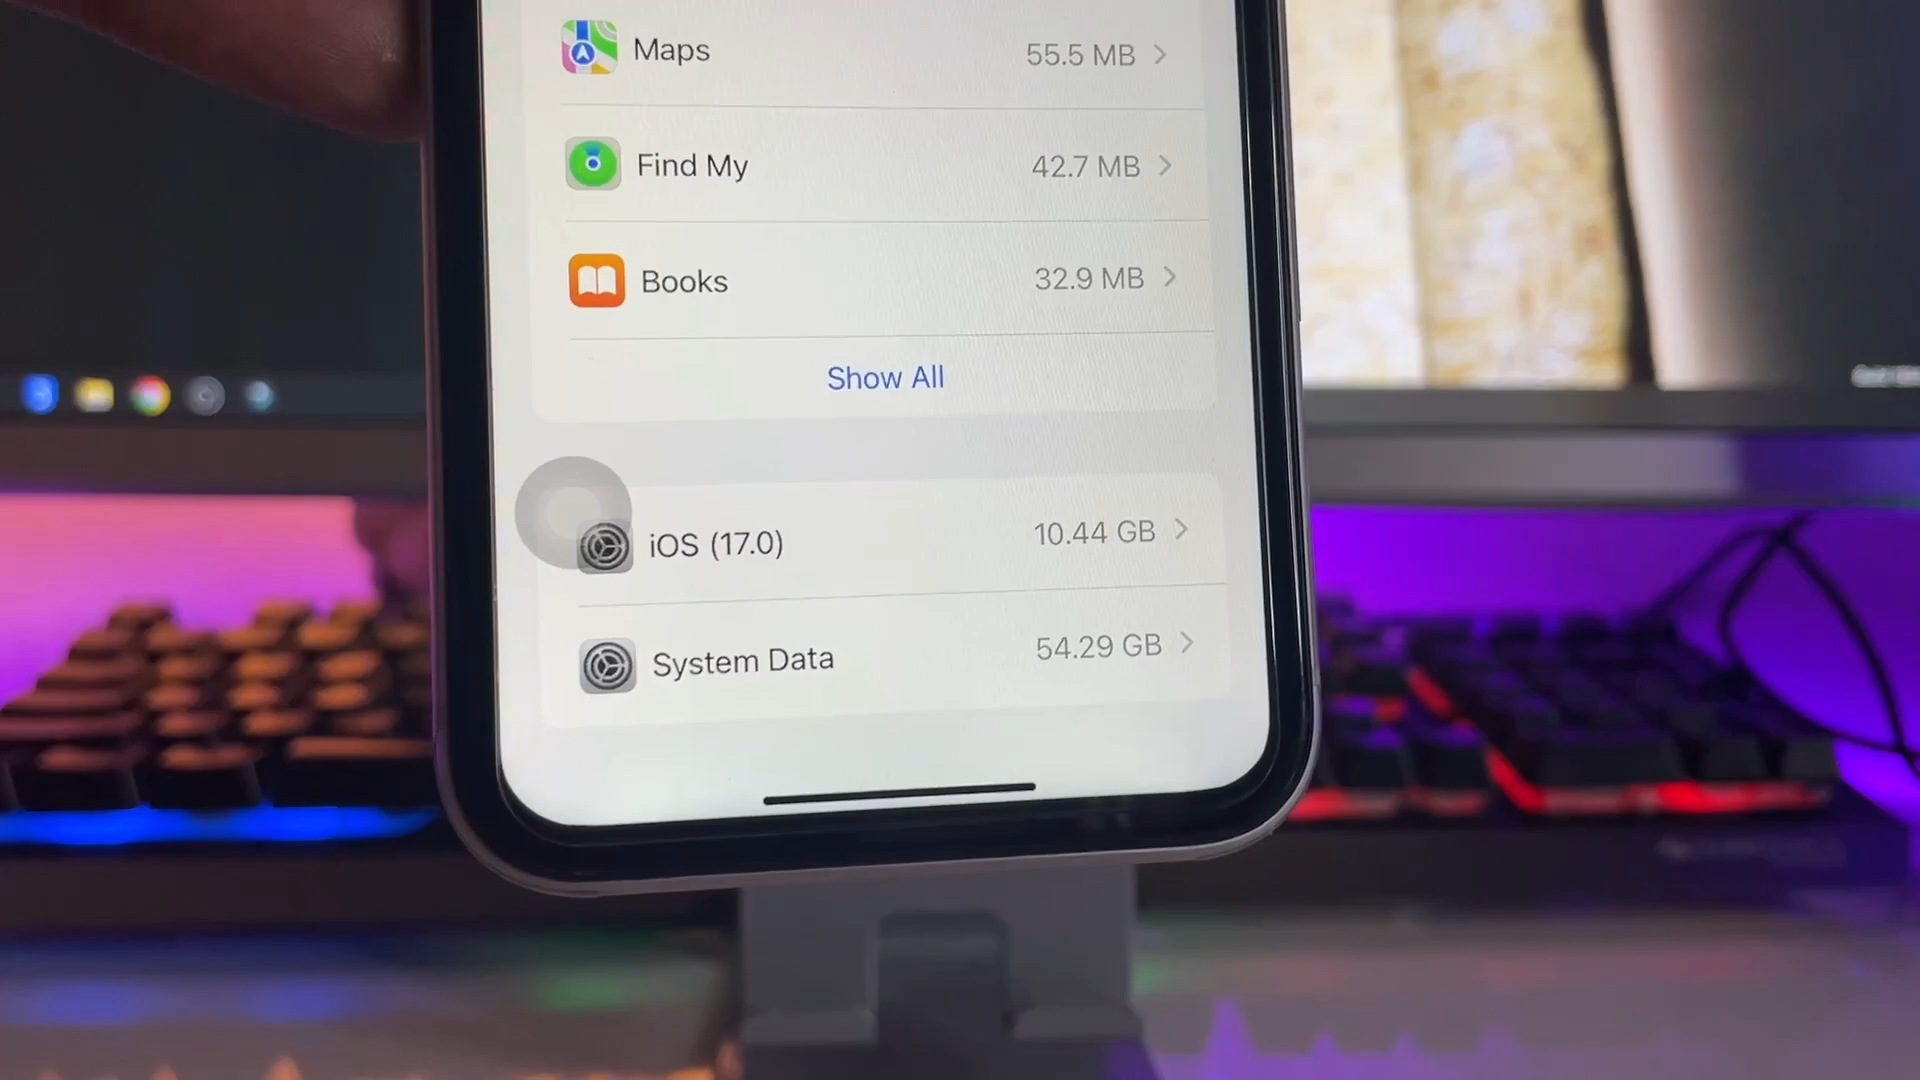 Maps 55.5 MB
Find My 42.7 MB
Books 32.9 MB
Show All
iOS (17.0) 10.44 GB
System Data 54.29 GB